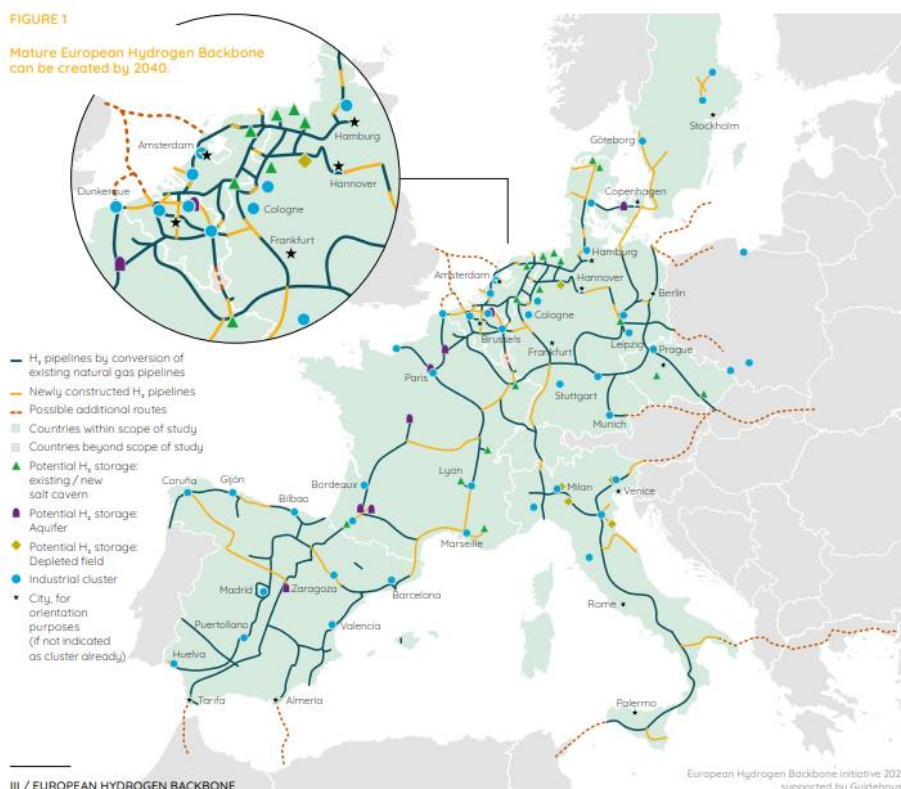 FIGURE 1
Mature European Hydrogen Backbone
can be created by 2040.
Amsterdam
Hamburg
Hannover
Dunkerque
Cologne
Frankfurt
H₂ pipelines by conversion of
existing natural gas pipelines
Newly constructed H₂ pipelines
Possible additional routes
Countries within scope of study
Countries beyond scope of study
Potential H₂ storage:
existing / new
salt cavern
Potential H₂ storage:
Aquifer
Potential H₂ storage:
Depleted field
Industrial cluster
City, for
orientation
purposes
(if not indicated
as cluster already)
Stockholm
Göteborg
Copenhagen
Hamburg
Amsterdam
Hannover
Berlin
Cologne
Brussels
Leipzig
Prague
Frankfurt
Paris
Stuttgart
Munich
Lyon
Milan
Venice
Bordeaux
Coruña
Gijón
Bilbao
Marseille
Madrid
Zaragoza
Barcelona
Rome
Puertollano
Valencia
Huelva
Tarifa
Almeria
Palermo
III / EUROPEAN HYDROGEN BACKBONE
European Hydrogen Backbone initiative 202
supported by Guidehous